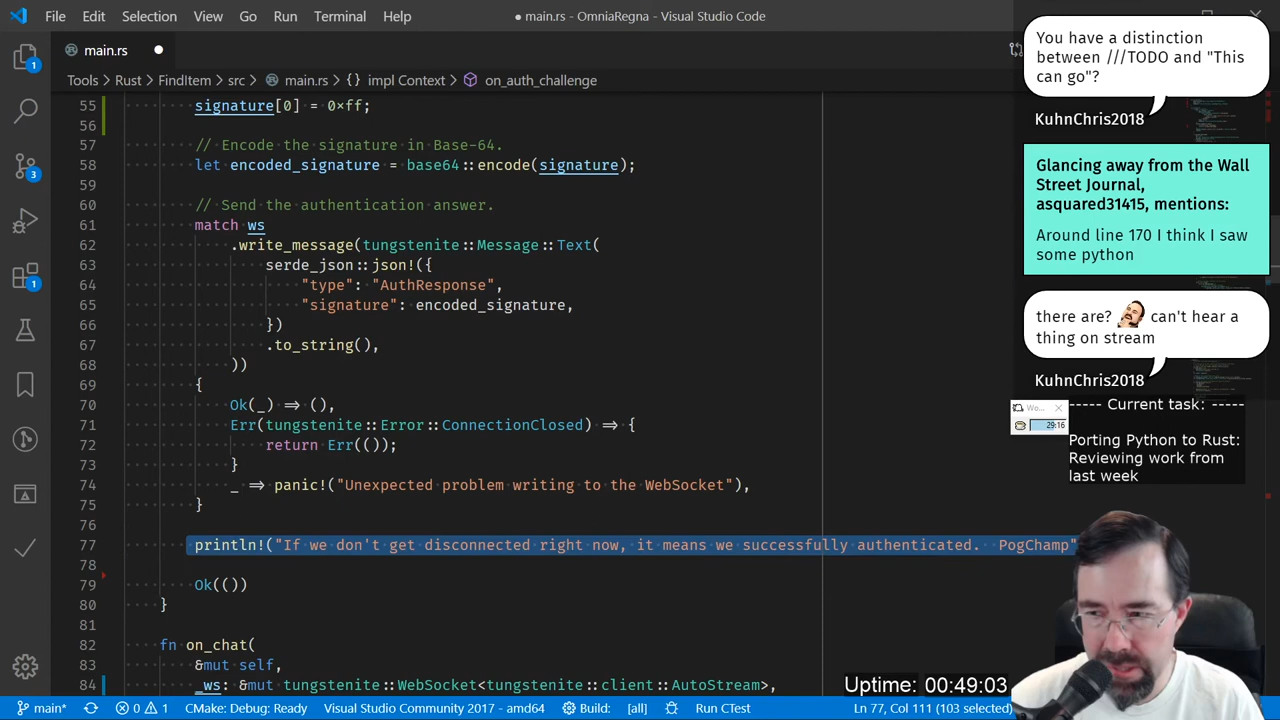 File Edit Selection View Go Run Terminal Help
● main.rs - OmniaRegna - Visual Studio Code
main.rs ●
Tools > Rust > FindItem > src > main.rs > {} impl Context > on_auth_challenge
55 signature[0] = 0xff;
56
57 // Encode the signature in Base-64.
58 let encoded_signature = base64::encode(signature);
59
60 // Send the authentication answer.
61 match ws
62 .write_message(tungstenite::Message::Text(
63 serde_json::json!({
64 "type": "AuthResponse",
65 "signature": encoded_signature,
66 })
67 .to_string(),
68 ))
69 {
70 Ok(_) => (),
71 Err(tungstenite::Error::ConnectionClosed) => {
72 return Err(());
73 }
74 _ => panic!("Unexpected problem writing to the WebSocket"),
75 }
76
77 println!("If we don't get disconnected right now, it means we successfully authenticated.  PogChamp"
78
79 Ok(())
80 }
81
82 fn on_chat(
83 &mut self,
84 _ws: &mut tungstenite::WebSocket<tungstenite::client::AutoStream>,
1
3
1
You have a distinction
between ///TODO and "This
can go"?
KuhnChris2018
Glancing away from the Wall
Street Journal,
asquared31415, mentions:
Around line 170 I think I saw
some python
there are? can't hear a
thing on stream
KuhnChris2018
Wo...
29:16
----- Current task: -----
Porting Python to Rust:
Reviewing work from
last week
Uptime: 00:49:03
main* 0 1 CMake: Debug: Ready Visual Studio Community 2017 - amd64 Build: [all] Run CTest Ln 77, Col 111 (103 selected)